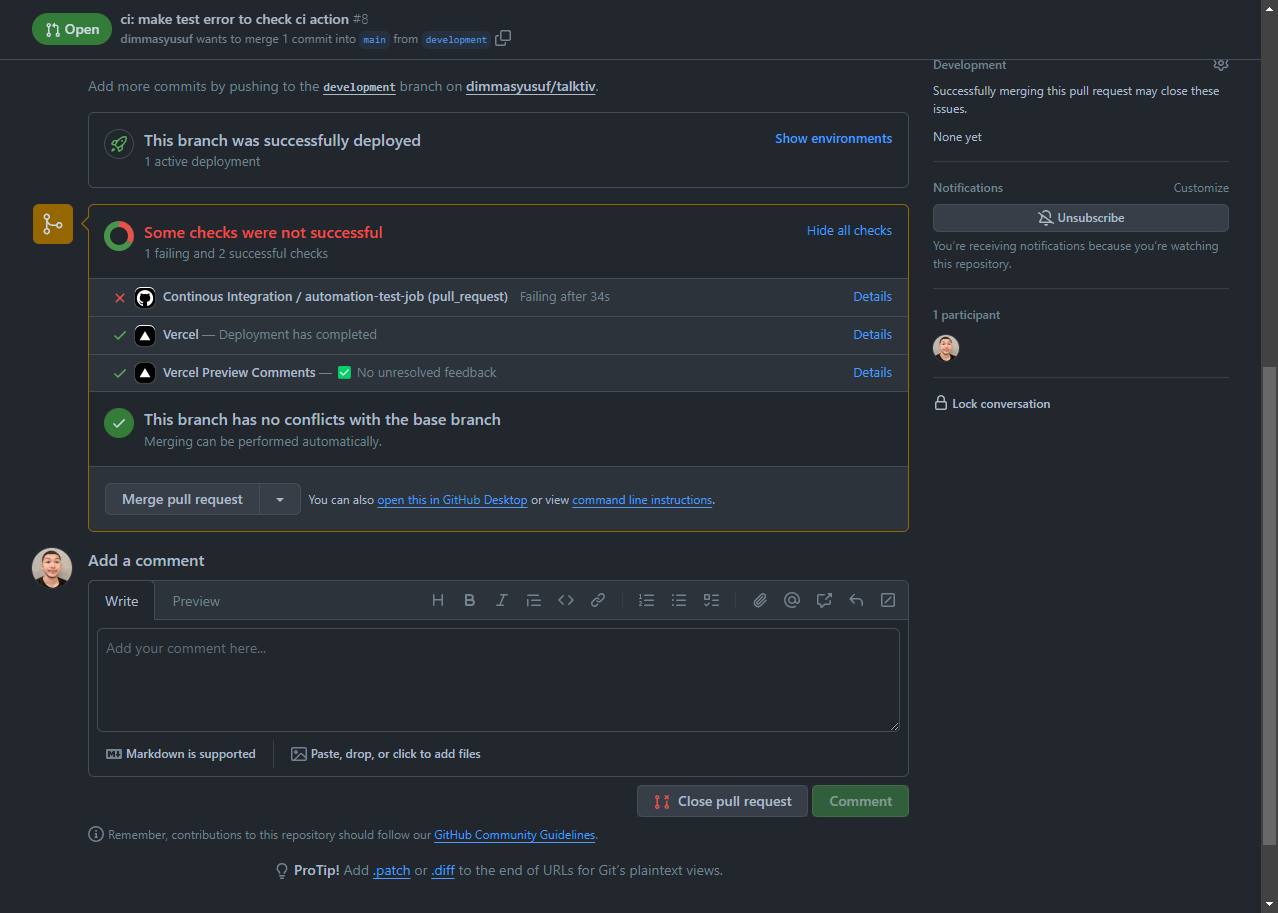 Open
ci: make test error to check ci action #8
dimmasyusuf wants to merge 1 commit into main from development
Add more commits by pushing to the development branch on dimmasyusuf/talktiv.
This branch was successfully deployed
Show environments
1 active deployment
Some checks were not successful
Hide all checks
1 failing and 2 successful checks
Continous Integration / automation-test-job (pull_request) Failing after 34s
Details
Vercel — Deployment has completed
Details
Vercel Preview Comments — ✅ No unresolved feedback
Details
This branch has no conflicts with the base branch
Merging can be performed automatically.
Merge pull request
You can also open this in GitHub Desktop or view command line instructions.
Add a comment
Write
Preview
Add your comment here...
Markdown is supported
Paste, drop, or click to add files
Close pull request
Comment
Remember, contributions to this repository should follow our GitHub Community Guidelines.
ProTip! Add .patch or .diff to the end of URLs for Git's plaintext views.
Development
Successfully merging this pull request may close these
issues.
None yet
Notifications
Customize
Unsubscribe
You're receiving notifications because you're watching
this repository.
1 participant
Lock conversation